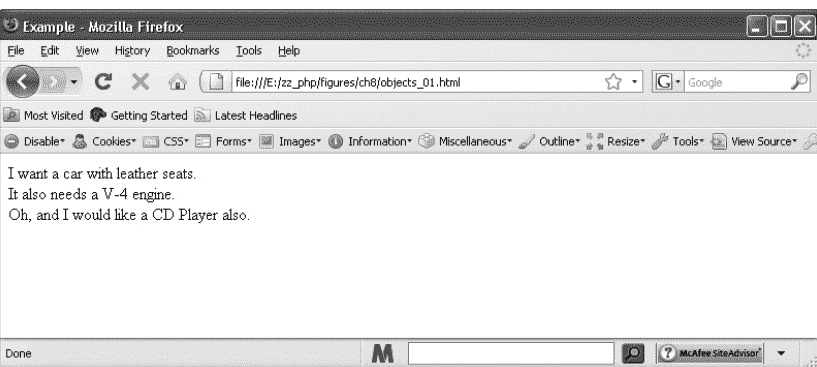 Example - Mozilla Firefox
File Edit View History Bookmarks Tools Help
file:///E:/zz_php/figures/ch8/objects_01.html G Google
Most Visited Getting Started Latest Headlines
Disable Cookies CSS Forms Images Information Miscellaneous Outline Resize Tools View Source
I want a car with leather seats.
It also needs a V-4 engine.
Oh, and I would like a CD Player also.
Done M McAfee SiteAdvisor